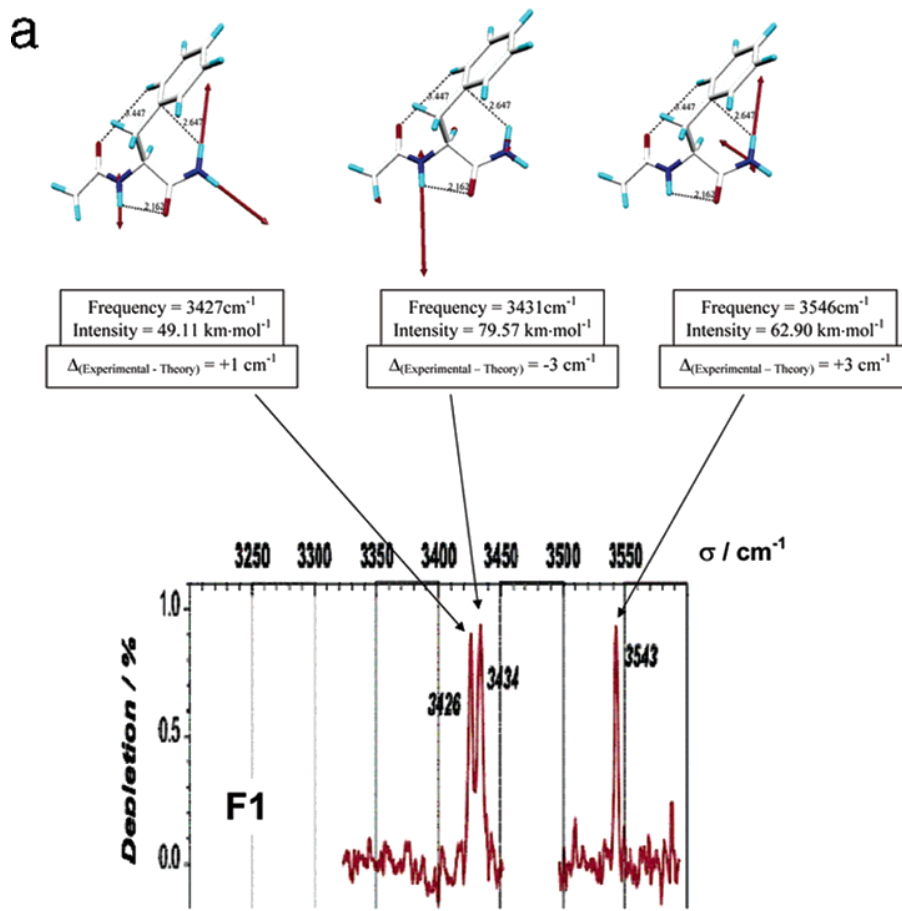 a
3.447
2.647
2.162
3.447
2.647
2.162
3.447
2.647
2.162
Frequency = 3427cm⁻¹
Intensity = 49.11 km·mol⁻¹
Δ(Experimental - Theory) = +1 cm⁻¹
Frequency = 3431cm⁻¹
Intensity = 79.57 km·mol⁻¹
Δ(Experimental – Theory) = -3 cm⁻¹
Frequency = 3546cm⁻¹
Intensity = 62.90 km·mol⁻¹
Δ(Experimental – Theory) = +3 cm⁻¹
3250 3300 3350 3400 3450 3500 3550 σ / cm⁻¹
1.0
0.5
0.0
Depletion / %
3426
3434
3543
F1